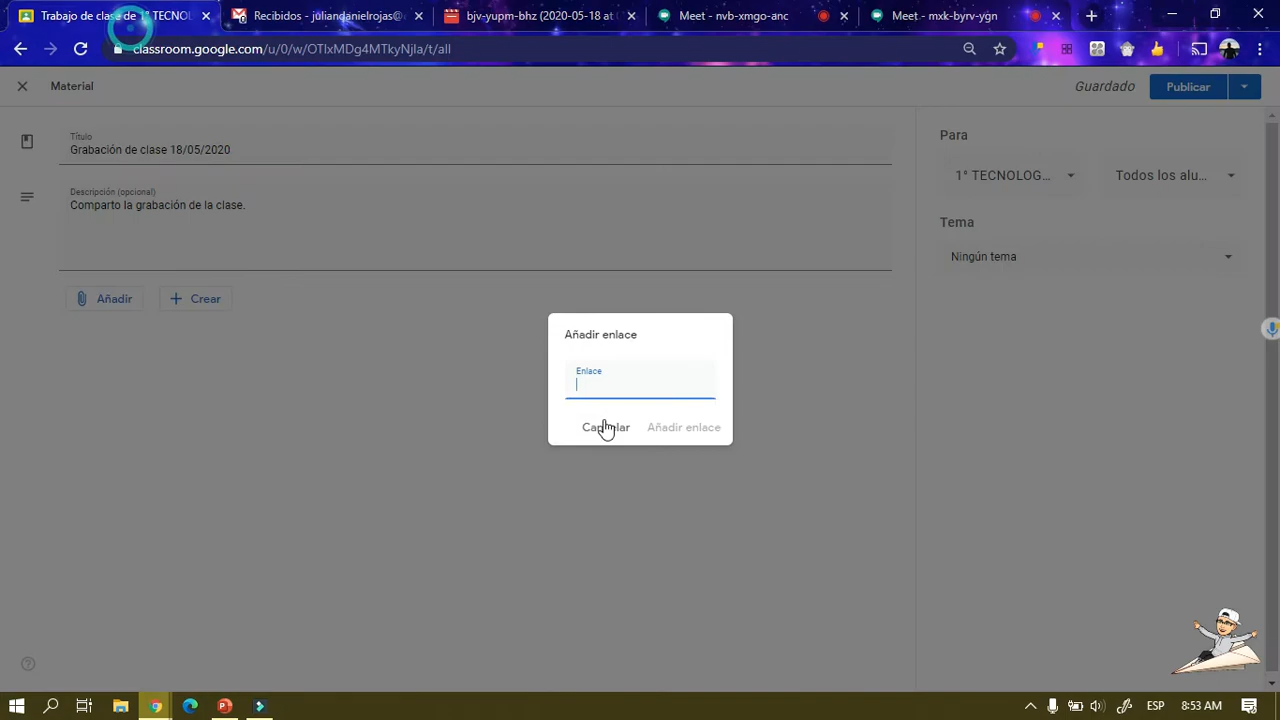 Trabajo de clase de 1° TECNOL
Recibidos - juliandanielrojas@
bjv-yupm-bhz (2020-05-18 at
Meet - nvb-xmgo-anc
Meet - mxk-byrv-ygn
classroom.google.com/u/0/w/OTIxMDg4MTkyNjIa/t/all
Material
Guardado
Publicar
Título
Grabación de clase 18/05/2020
Descripción (opcional)
Comparto la grabación de la clase.
Añadir
Crear
Para
1° TECNOLOG...
Todos los alu...
Tema
Ningún tema
Añadir enlace
Enlace
Cancelar
Añadir enlace
ESP
8:53 AM